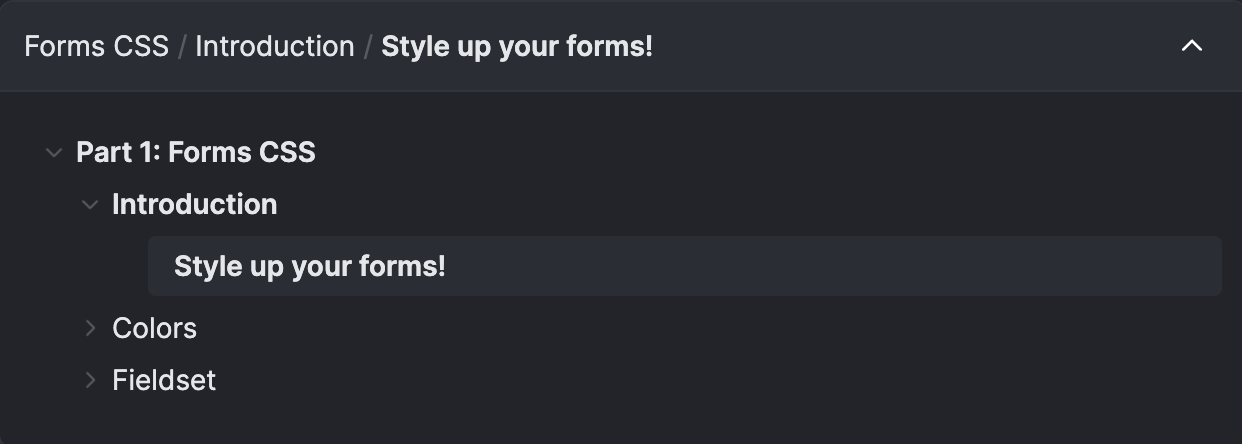 Forms CSS / Introduction / Style up your forms!
Part 1: Forms CSS
Introduction
Style up your forms!
Colors
Fieldset